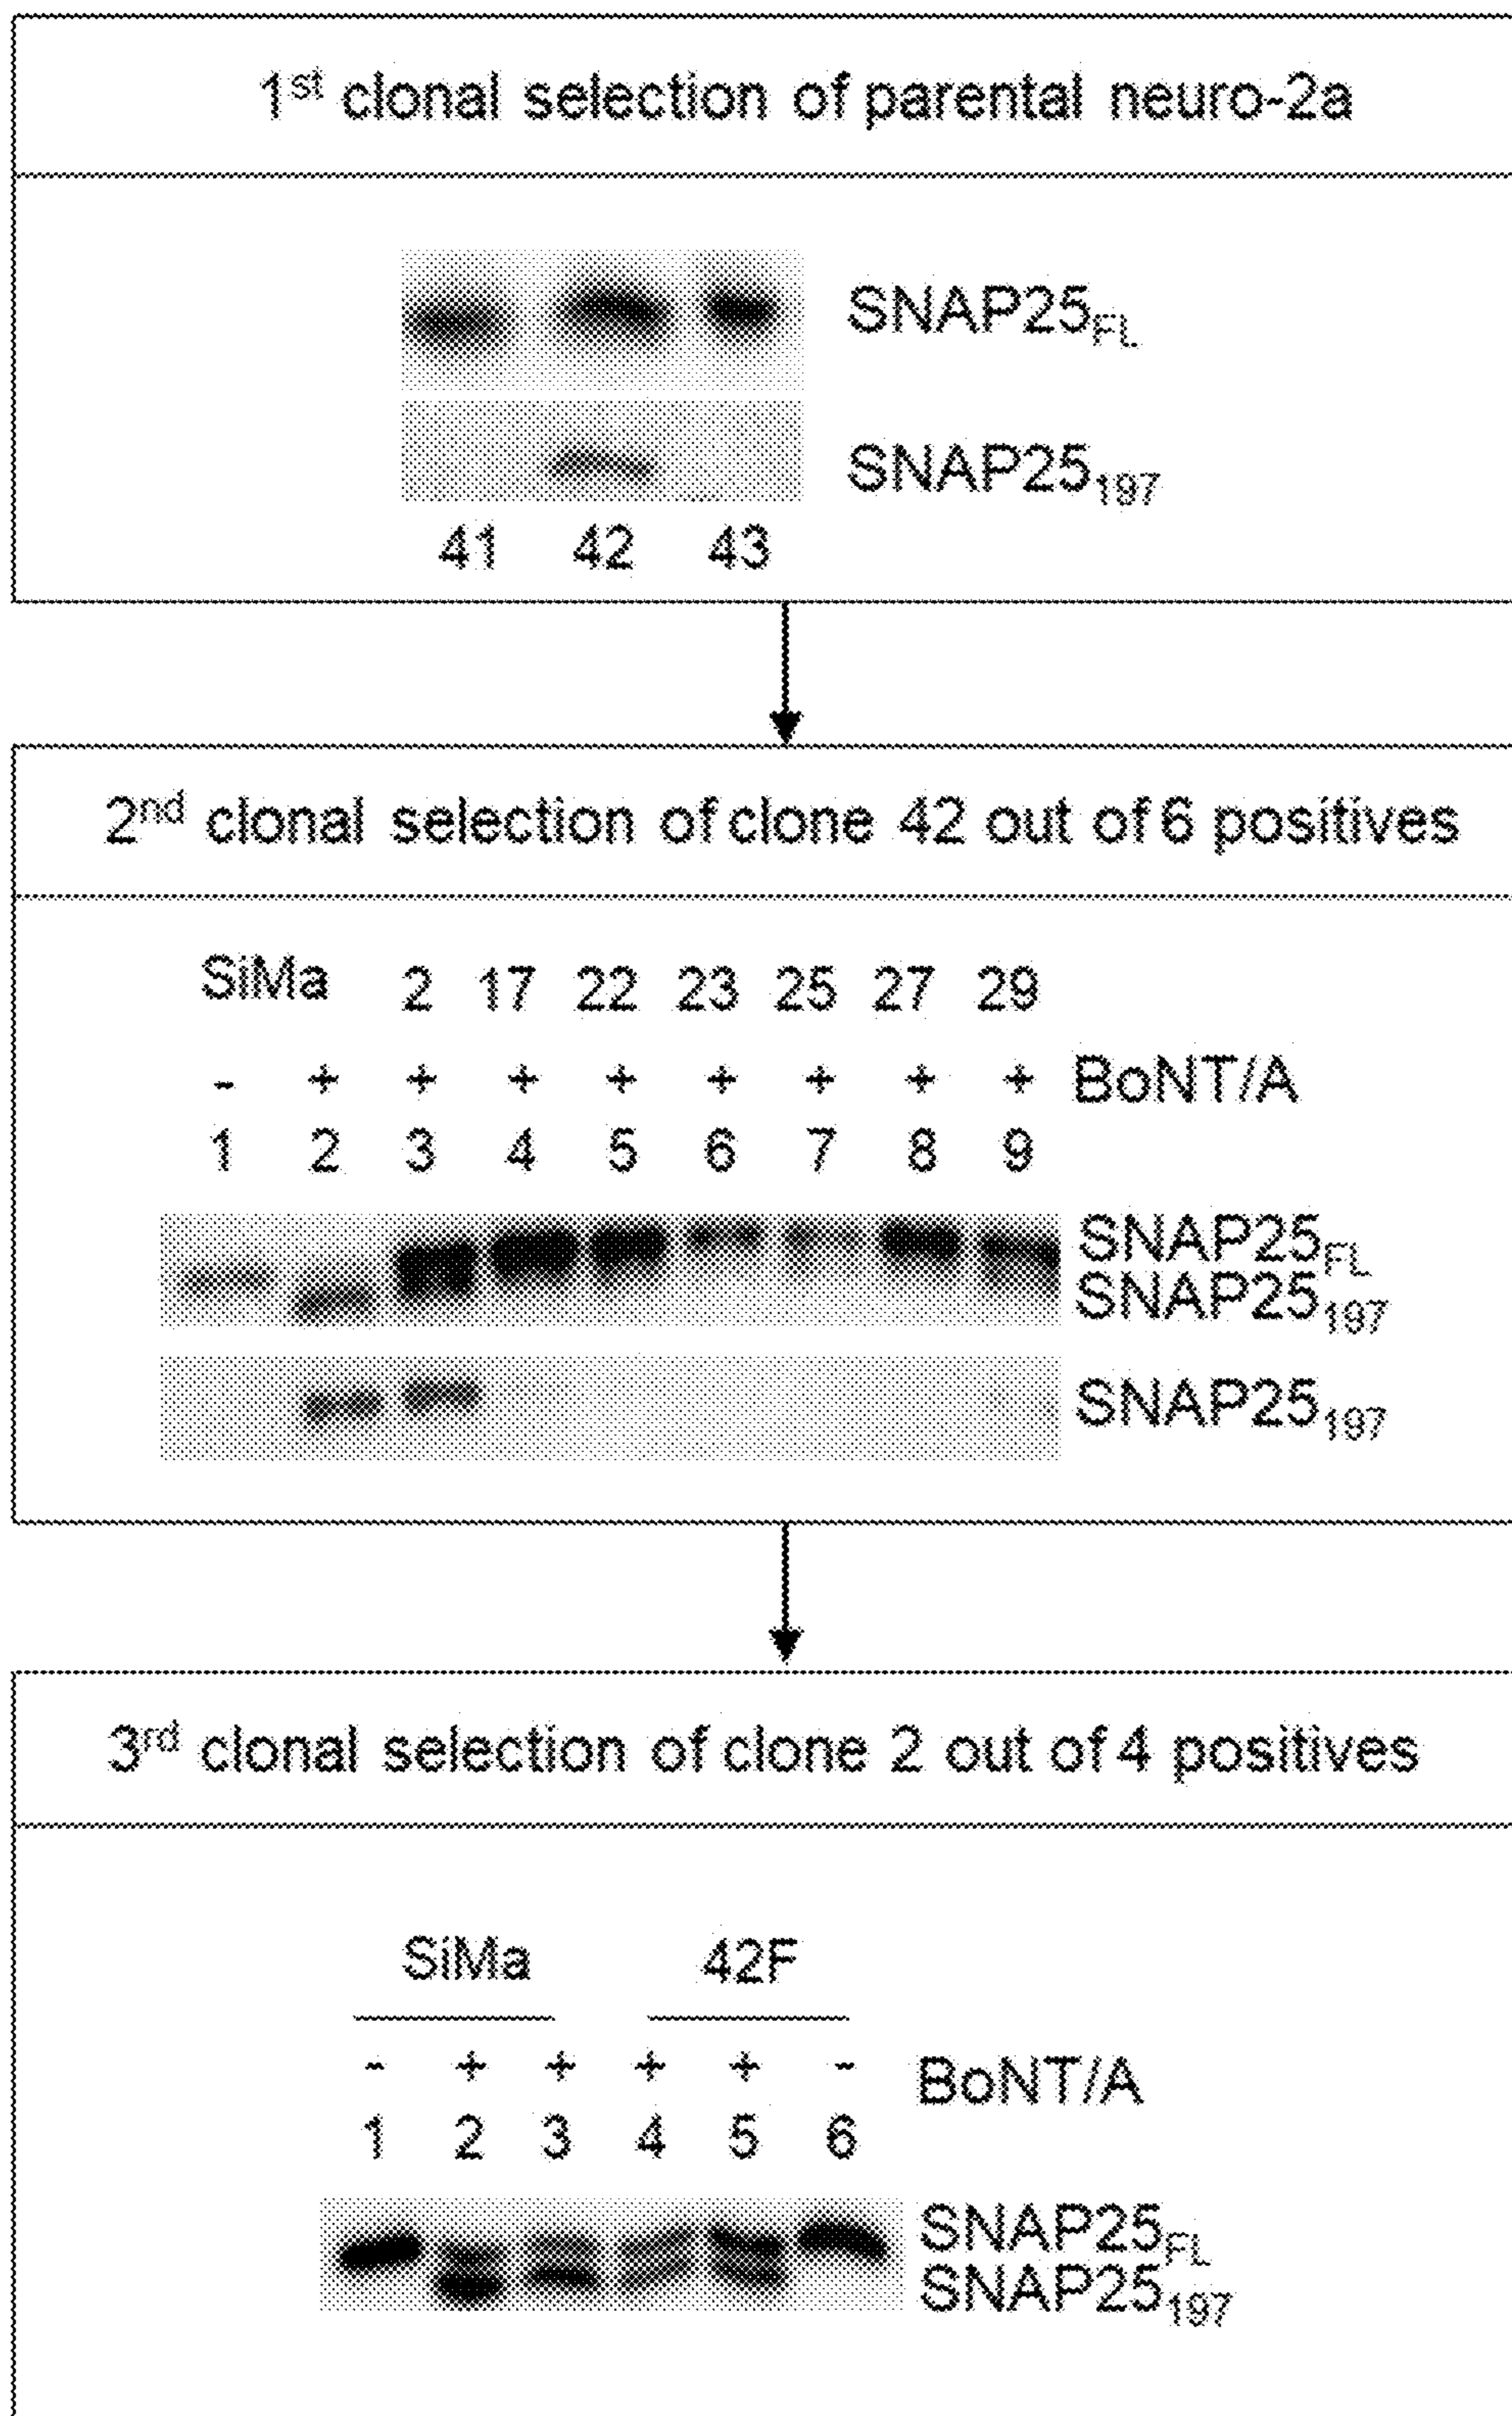 1st clonal selection of parental neuro-2a
SNAP25FL
SNAP25197
41 42 43
2nd clonal selection of clone 42 out of 6 positives
SiMa 2 17 22 23 25 27 29
- + + + + + + + + BoNT/A
1 2 3 4 5 6 7 8 9
SNAP25FL
SNAP25197
SNAP25197
3rd clonal selection of clone 2 out of 4 positives
SiMa 42F
- + + + + - BoNT/A
1 2 3 4 5 6
SNAP25FL
SNAP25197